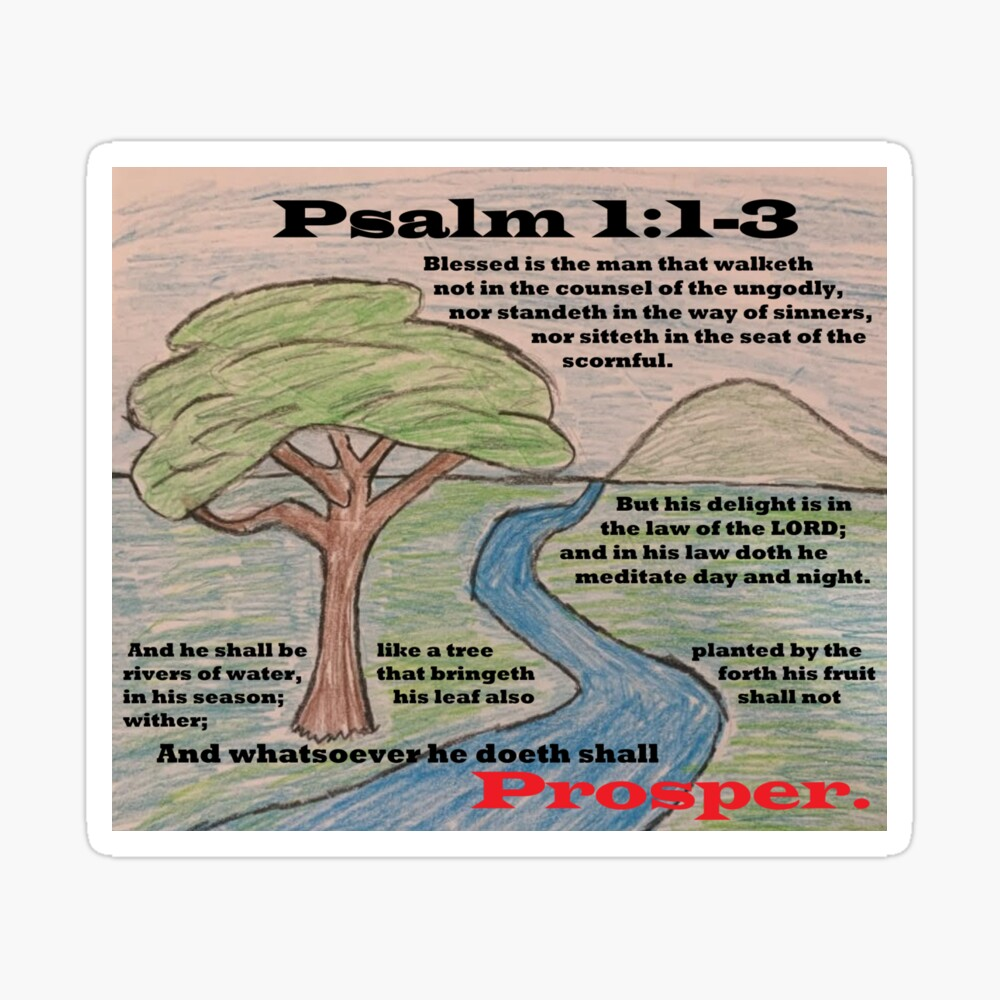 Psalm 1:1-3
Blessed is the man that walketh
not in the counsel of the ungodly,
nor standeth in the way of sinners,
nor sitteth in the seat of the
scornful.
But his delight is in
the law of the LORD;
and in his law doth he
meditate day and night.
And he shall be like a tree planted by the
rivers of water, that bringeth forth his fruit
in his season; his leaf also shall not
wither;
And whatsoever he doeth shall
Prosper.